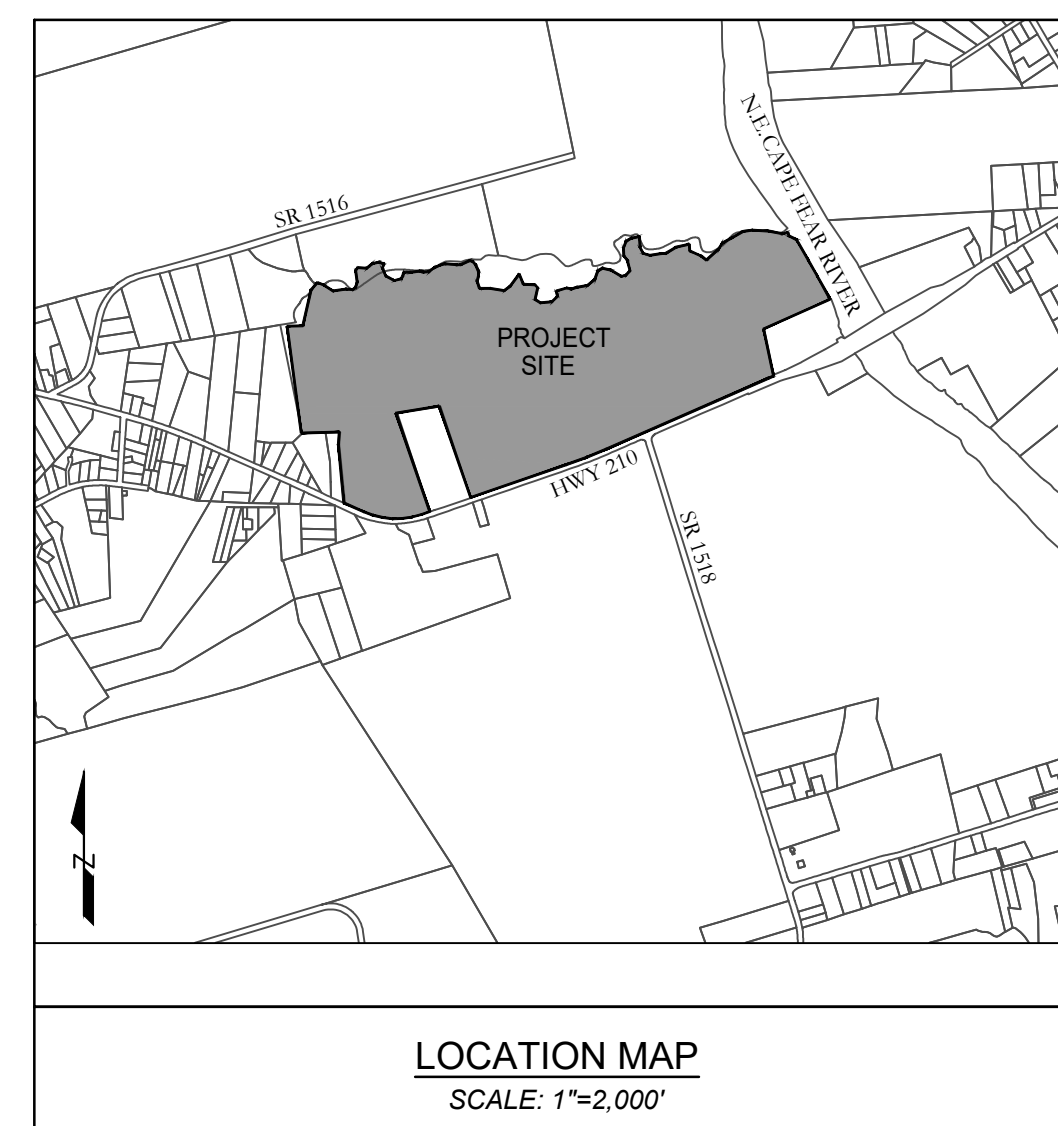 N.E. CAPE FEAR RIVER
SR 1516
PROJECT
SITE
HWY 210
SR 1518
N
LOCATION MAP
SCALE: 1"=2,000'